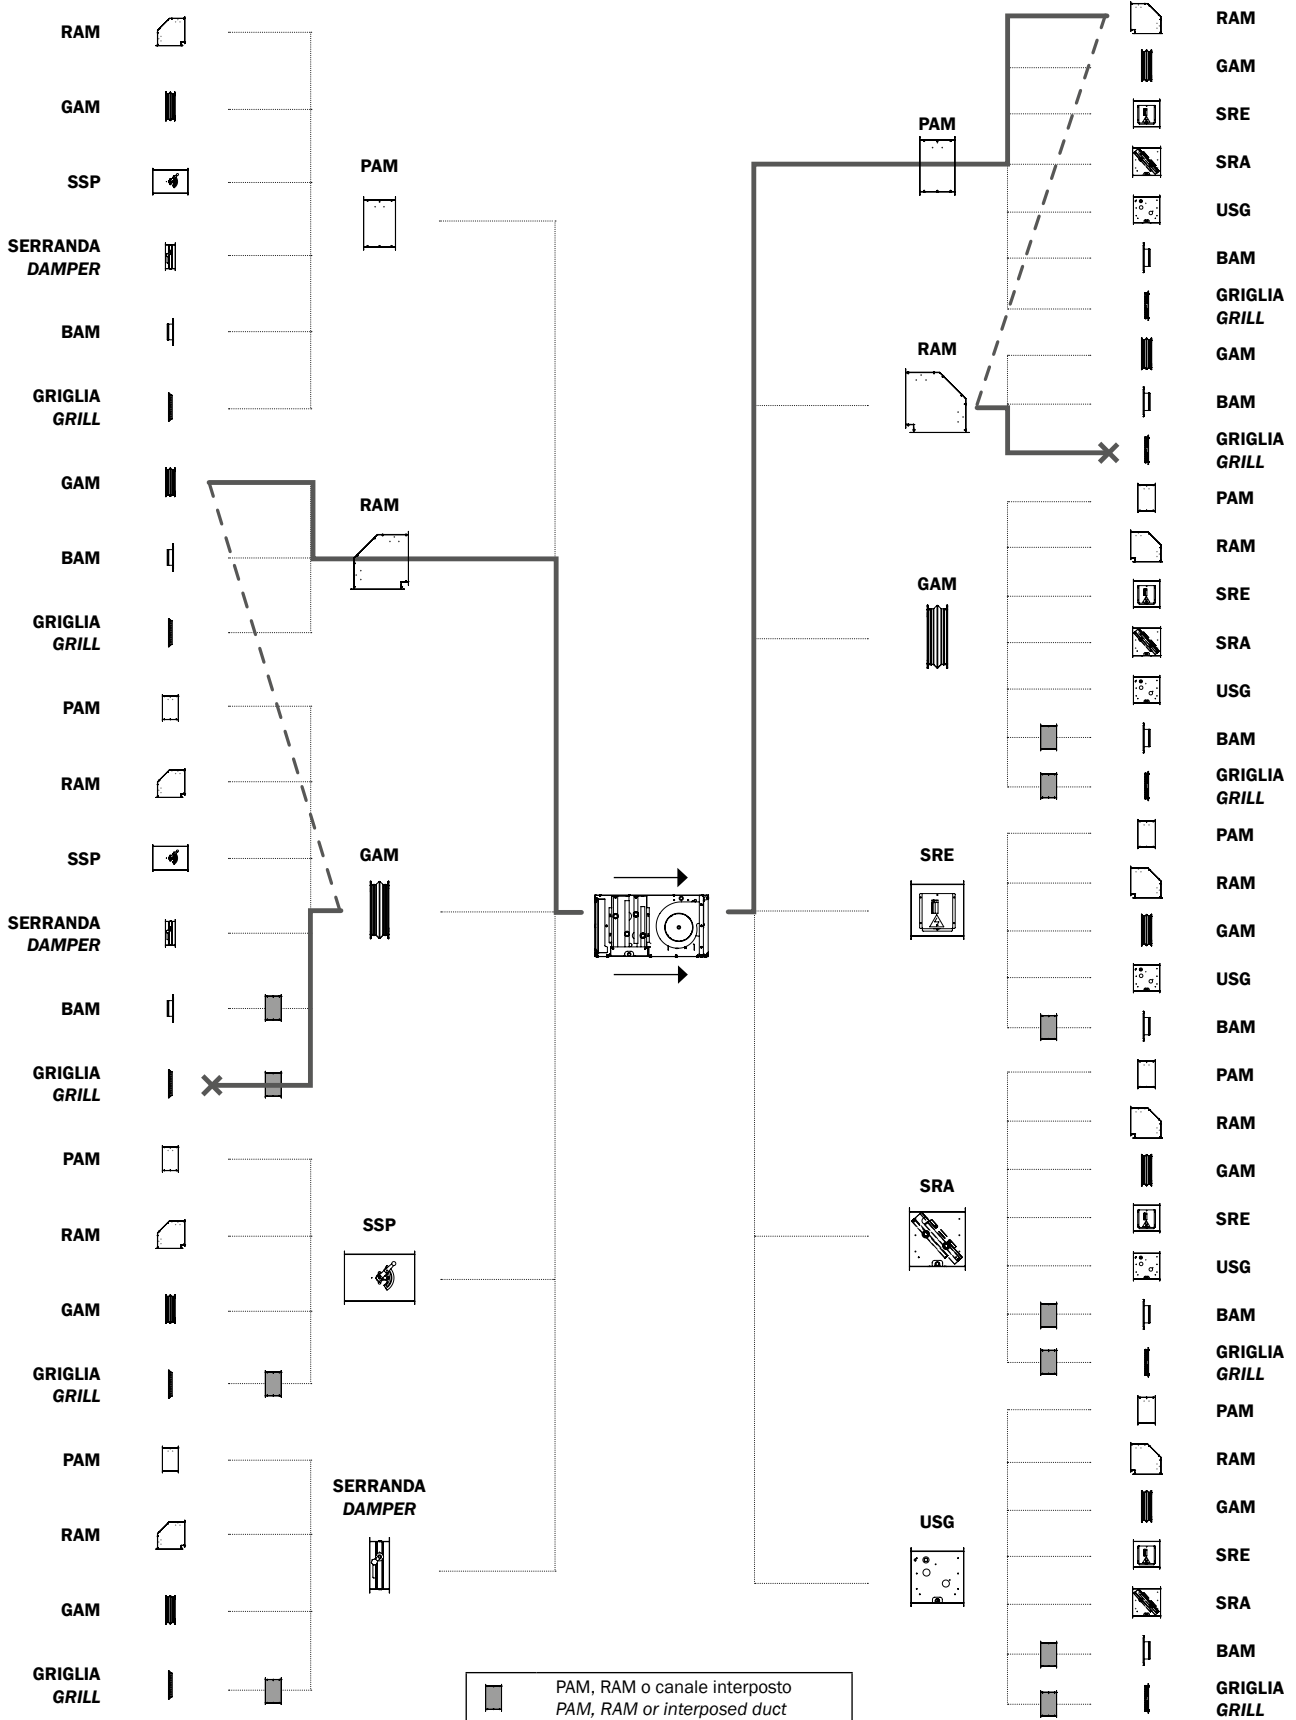 RAM
GAM
SSP
SERRANDA
DAMPER
BAM
GRIGLIA
GRILL
GAM
BAM
GRIGLIA
GRILL
PAM
RAM
SSP
SERRANDA
DAMPER
BAM
GRIGLIA
GRILL
PAM
RAM
GAM
GRIGLIA
GRILL
PAM
RAM
GAM
GRIGLIA
GRILL
PAM
RAM
GAM
SSP
SERRANDA
DAMPER
PAM
RAM
GAM
SRE
SRA
USG
RAM
GAM
SRE
SRA
USG
BAM
GRIGLIA
GRILL
GAM
BAM
GRIGLIA
GRILL
PAM
RAM
SRE
SRA
USG
BAM
GRIGLIA
GRILL
PAM
RAM
GAM
USG
BAM
PAM
RAM
GAM
SRE
USG
BAM
GRIGLIA
GRILL
PAM
RAM
GAM
SRE
SRA
BAM
GRIGLIA
GRILL
PAM, RAM o canale interposto
PAM, RAM or interposed duct